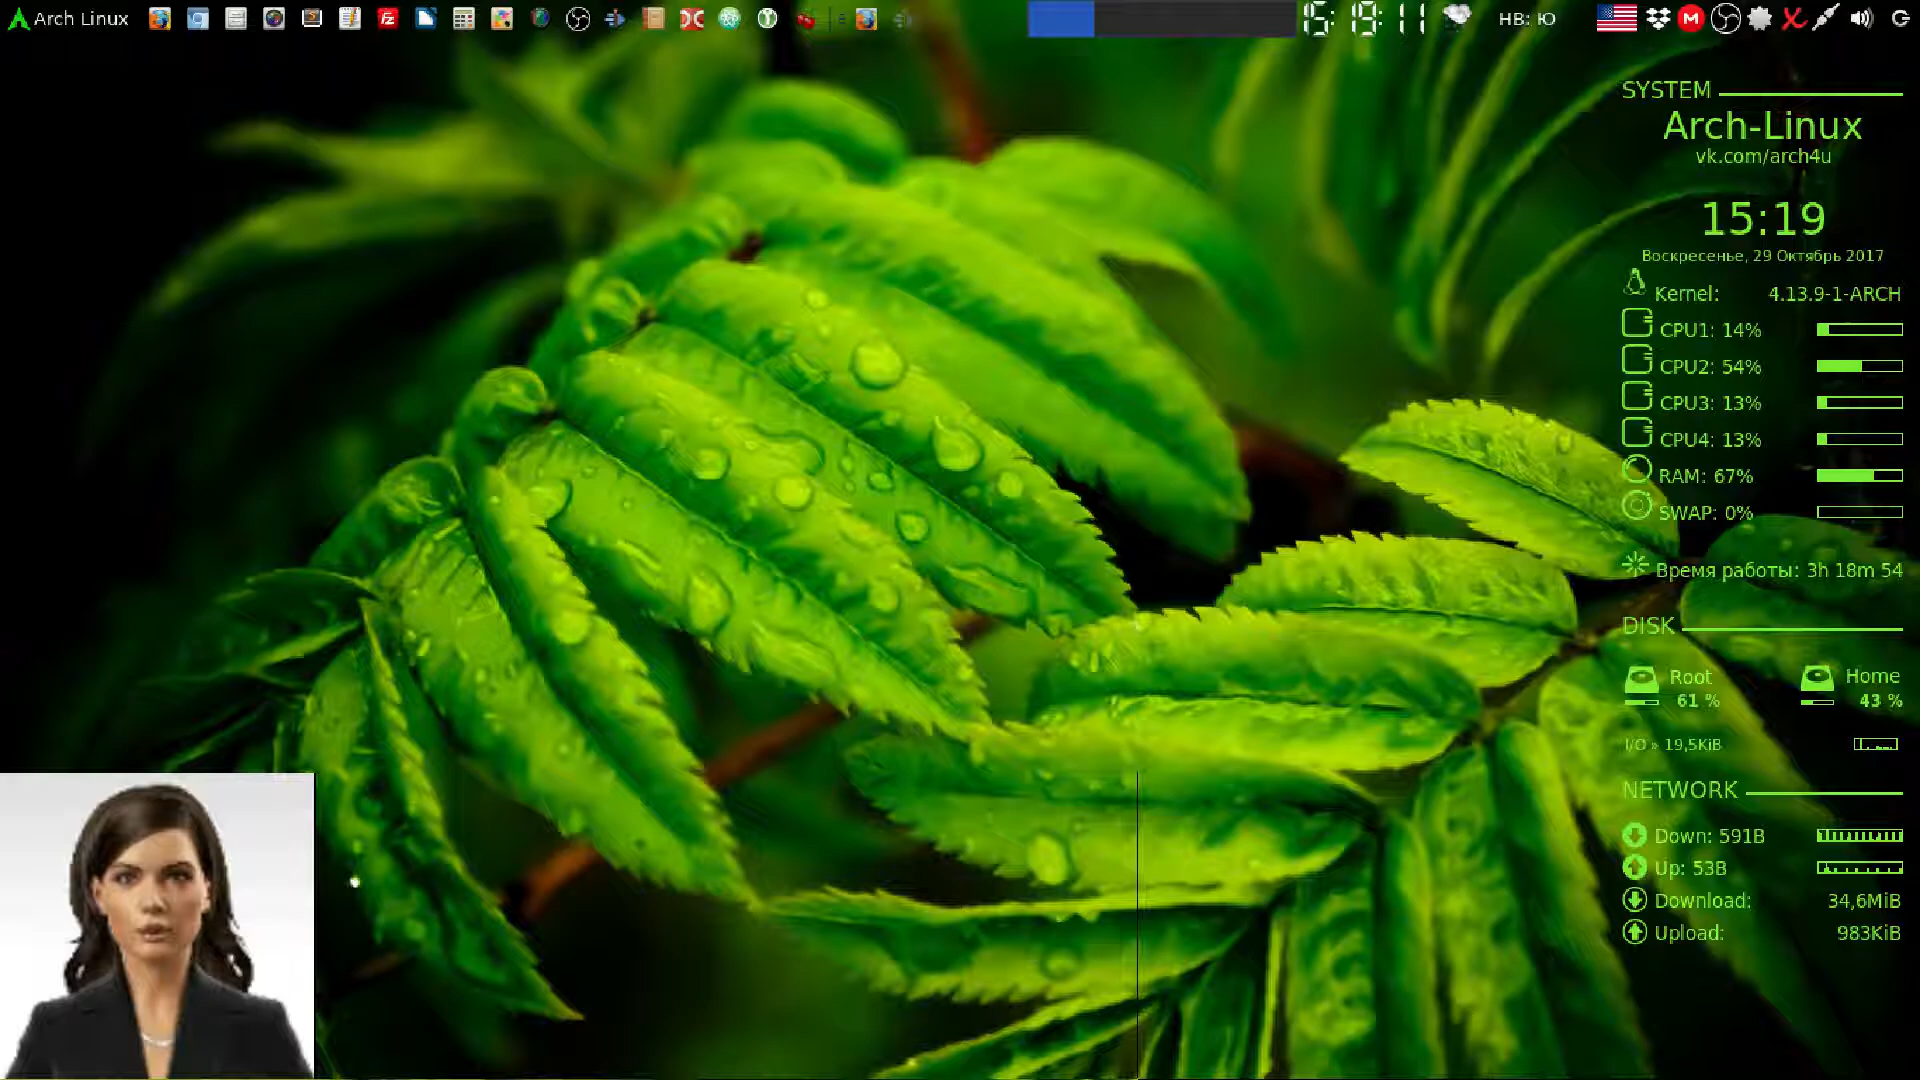 Arch Linux
15:19:11
НВ: Ю
SYSTEM
Arch-Linux
vk.com/arch4u
15:19
Воскресенье, 29 Октябрь 2017
Kernel: 4.13.9-1-ARCH
CPU1: 14%
CPU2: 54%
CPU3: 13%
CPU4: 13%
RAM: 67%
SWAP: 0%
Время работы: 3h 18m 54
DISK
Root Home
61 % 43 %
I/O » 19,5KiB
NETWORK
Down: 591B
Up: 53B
Download: 34,6MiB
Upload: 983KiB